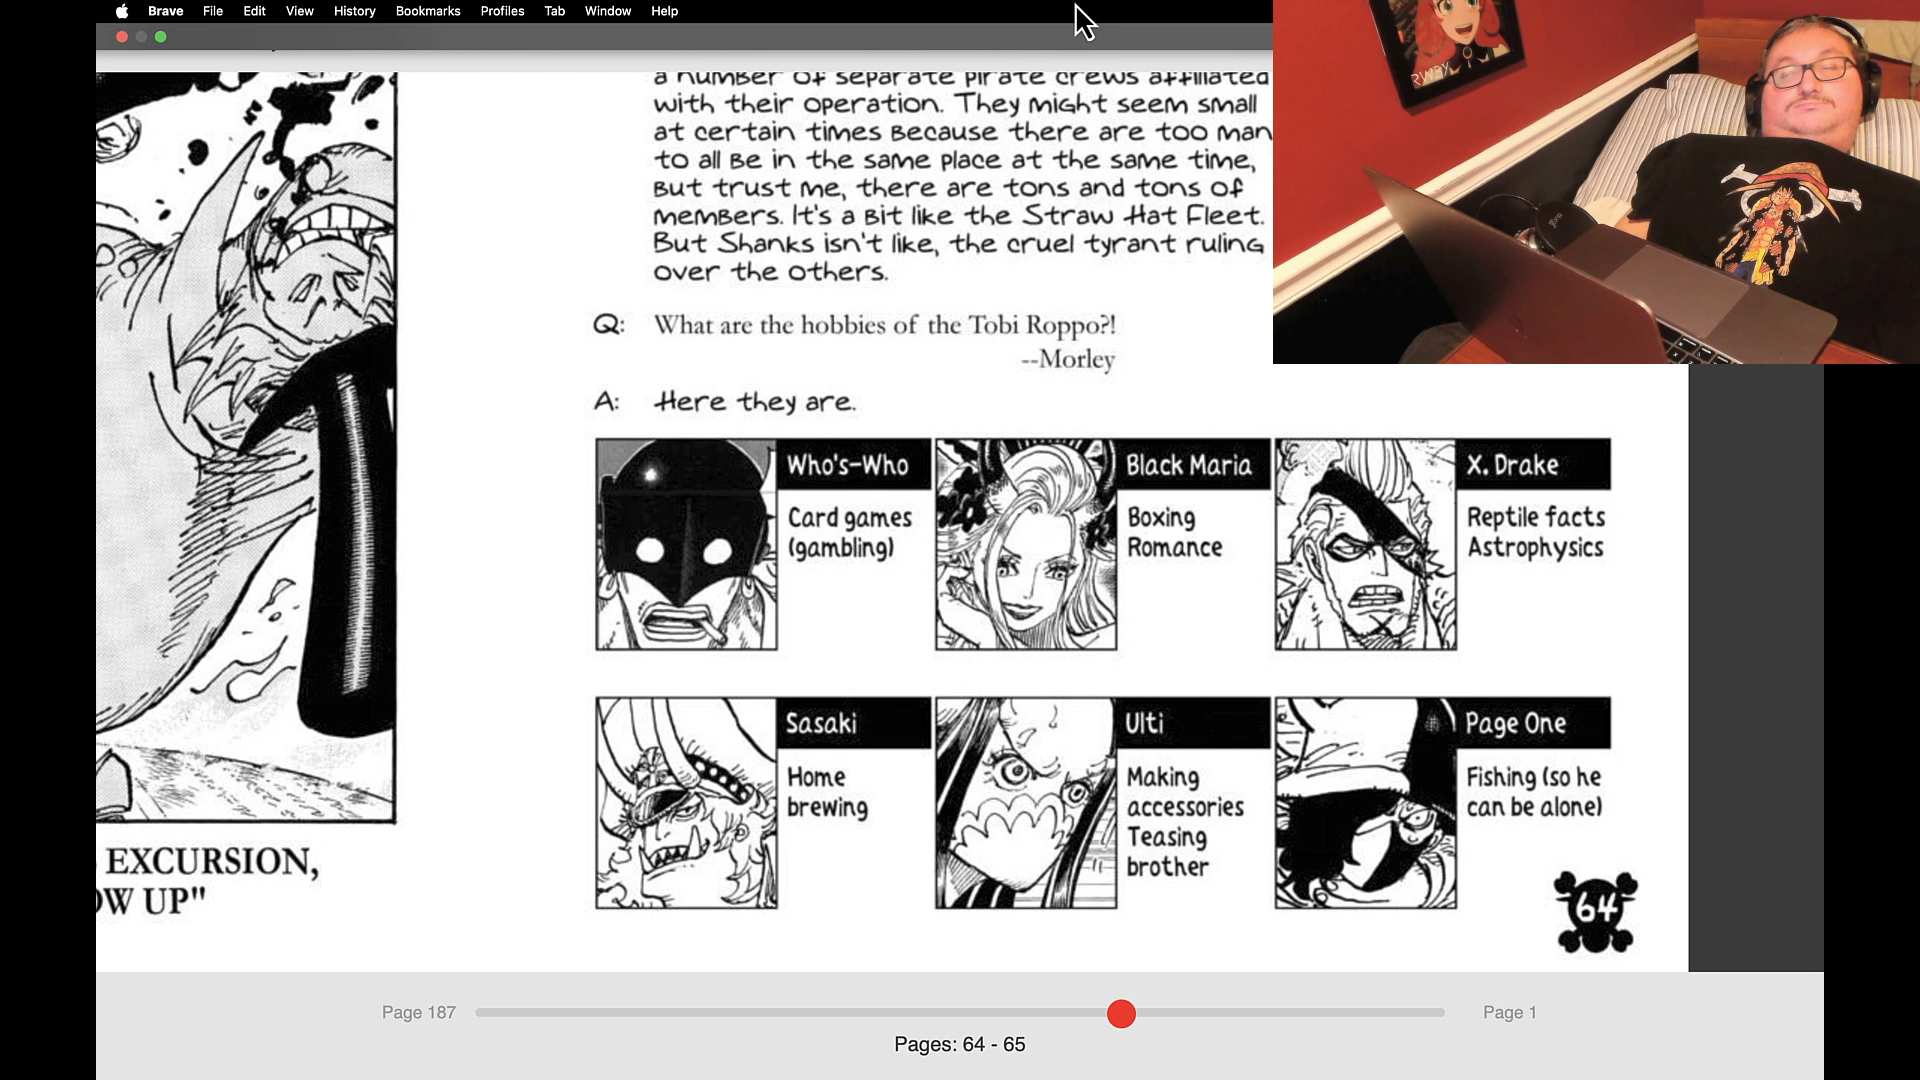 Brave File Edit View History Bookmarks Profiles Tab Window Help
a number of separate pirate crews affiliated
with their operation. They might seem small
at certain times because there are too man
to all be in the same place at the same time,
but trust me, there are tons and tons of
members. It's a bit like the Straw Hat Fleet.
But Shanks isn't like, the cruel tyrant ruling
over the others.
Q: What are the hobbies of the Tobi Roppo?!
--Morley
A: Here they are.
Who's-Who
Card games
(gambling)
Black Maria
Boxing
Romance
X. Drake
Reptile facts
Astrophysics
Sasaki
Home
brewing
Ulti
Making
accessories
Teasing
brother
Page One
Fishing (so he
can be alone)
64
EXCURSION,
OW UP"
Page 187
Page 1
Pages: 64 - 65
RWBY